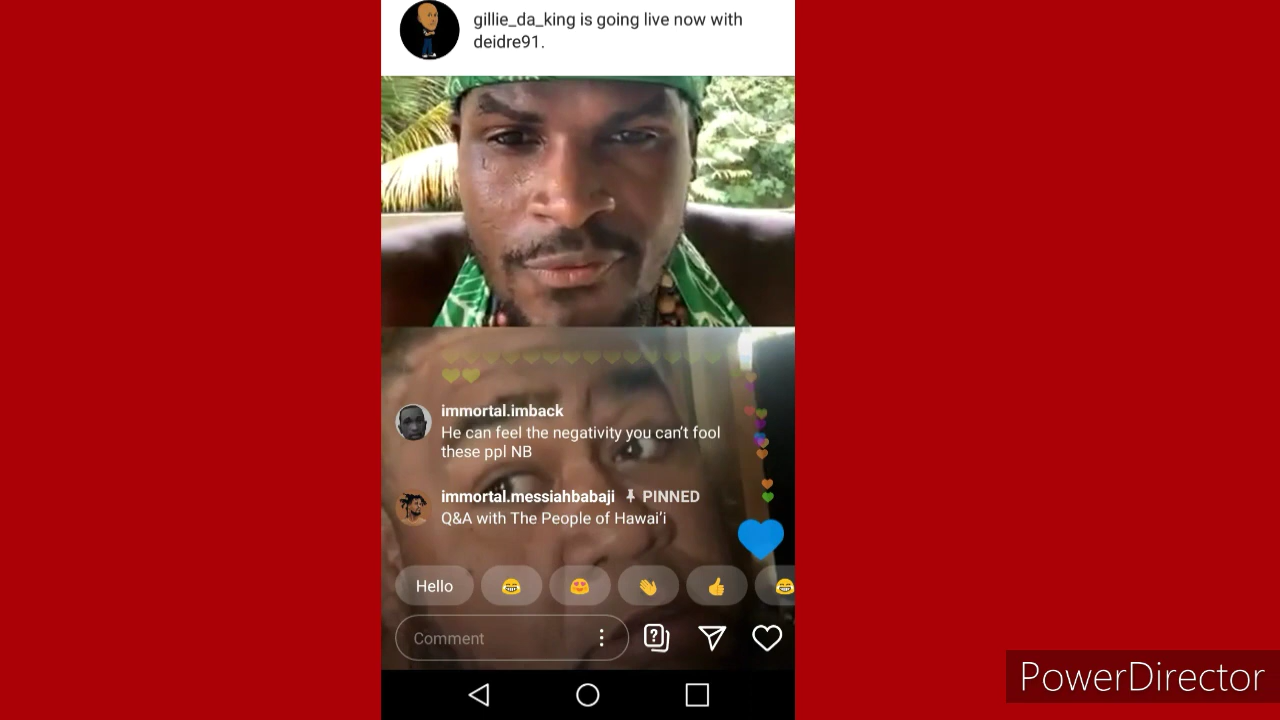 gillie_da_king is going live now with
deidre91.
immortal.imback
He can feel the negativity you can't fool
these ppl NB
immortal.messiahbabaji PINNED
Q&A with The People of Hawai'i
Hello
Comment
PowerDirector